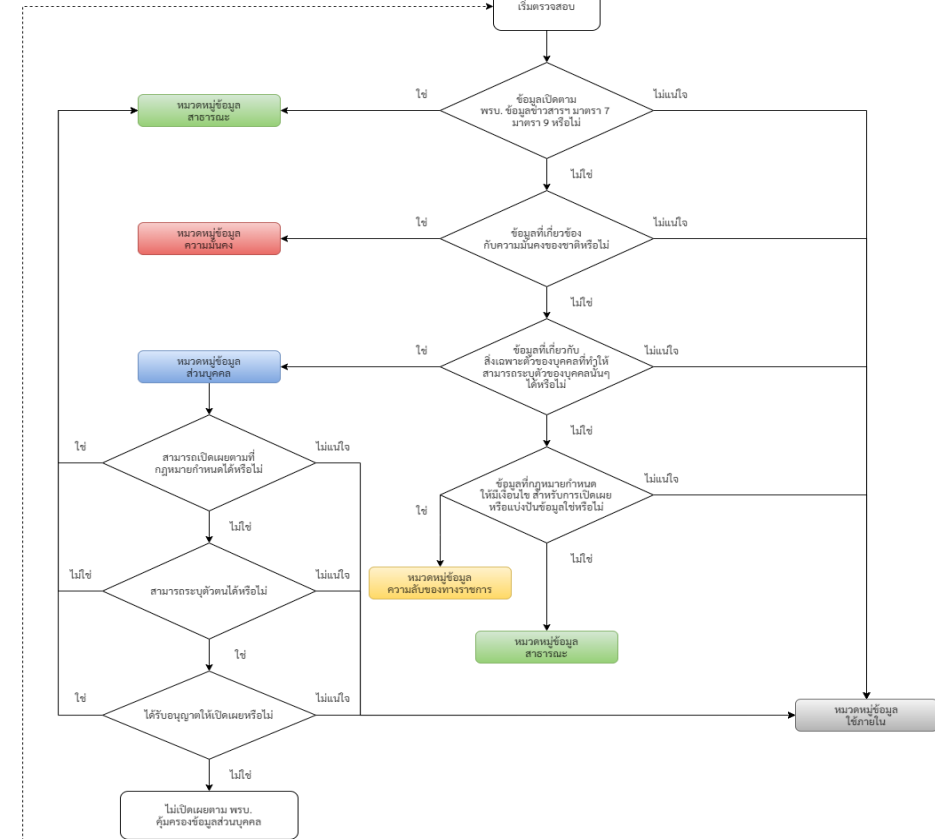 เริ่มตรวจสอบ
ข้อมูลเปิดตาม
พรบ. ข้อมูลข่าวสารฯ มาตรา 7
มาตรา 9 หรือไม่
ใช่
ไม่แน่ใจ
หมวดหมู่ข้อมูล
สาธารณะ
ไม่ใช่
ข้อมูลที่เกี่ยวข้อง
กับความมั่นคงของชาติหรือไม่
ใช่
ไม่แน่ใจ
หมวดหมู่ข้อมูล
ความมั่นคง
ไม่ใช่
ข้อมูลที่เกี่ยวกับ
สิ่งเฉพาะตัวของบุคคลที่ทำให้
สามารถระบุตัวของบุคคลนั้นๆ
ได้หรือไม่
ใช่
ไม่แน่ใจ
หมวดหมู่ข้อมูล
ส่วนบุคคล
ไม่ใช่
สามารถเปิดเผยตามที่
กฎหมายกำหนดได้หรือไม่
ใช่
ไม่แน่ใจ
ข้อมูลที่กฎหมายกำหนด
ให้มีเงื่อนไข สำหรับการเปิดเผย
หรือแบ่งปันข้อมูลใช่หรือไม่
ใช่
ไม่แน่ใจ
ไม่ใช่
ไม่ใช่
สามารถระบุตัวตนได้หรือไม่
ไม่ใช่
ไม่แน่ใจ
หมวดหมู่ข้อมูล
ความลับของทางราชการ
หมวดหมู่ข้อมูล
สาธารณะ
ใช่
ได้รับอนุญาตให้เปิดเผยหรือไม่
ใช่
ไม่แน่ใจ
หมวดหมู่ข้อมูล
ใช้ภายใน
ไม่ใช่
ไม่เปิดเผยตาม พรบ.
คุ้มครองข้อมูลส่วนบุคคล